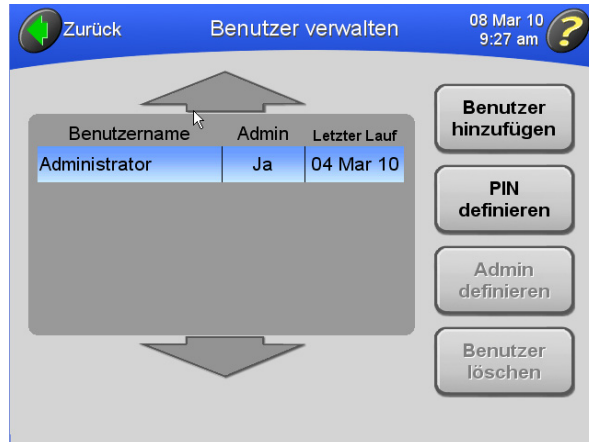 Zurück
Benutzer verwalten
08 Mar 10
9:27 am
?
Benutzername Admin Letzter Lauf
Administrator Ja 04 Mar 10
Benutzer
hinzufügen
PIN
definieren
Admin
definieren
Benutzer
löschen